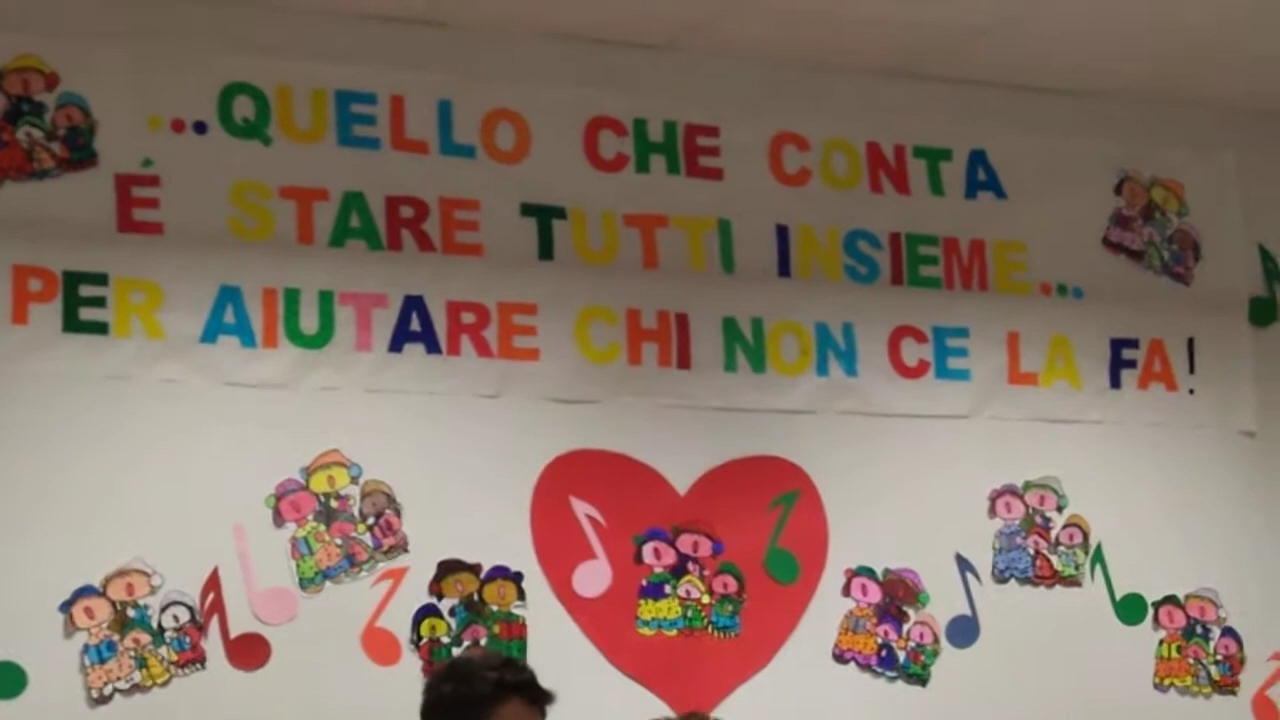 ...QUELLO CHE CONTA
É STARE TUTTI INSIEME...
PER AIUTARE CHI NON CE LA FA!